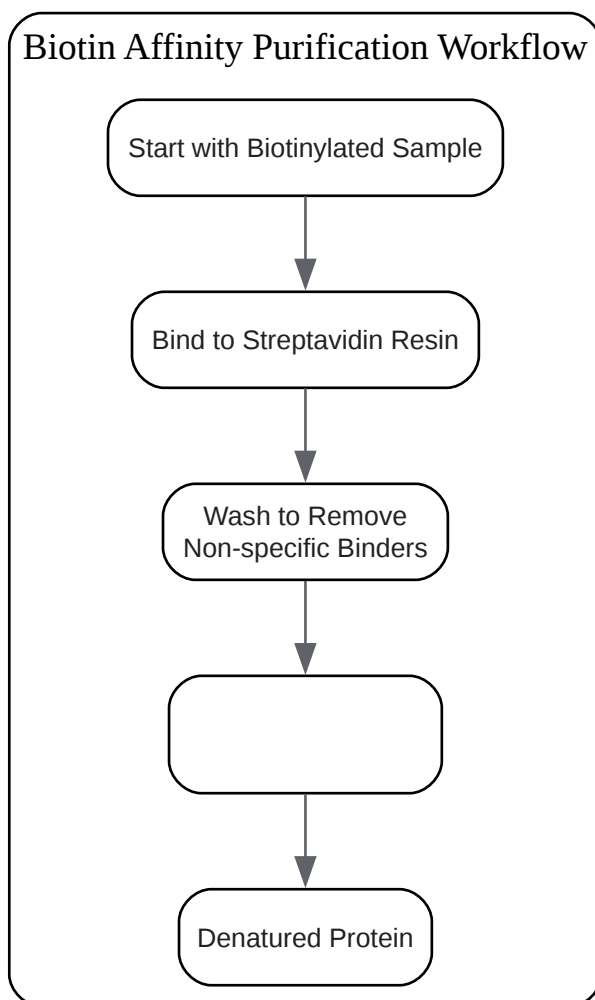 Biotin Affinity Purification Workflow
Start with Biotinylated Sample
Bind to Streptavidin Resin
Wash to Remove
Non-specific Binders
Denatured Protein